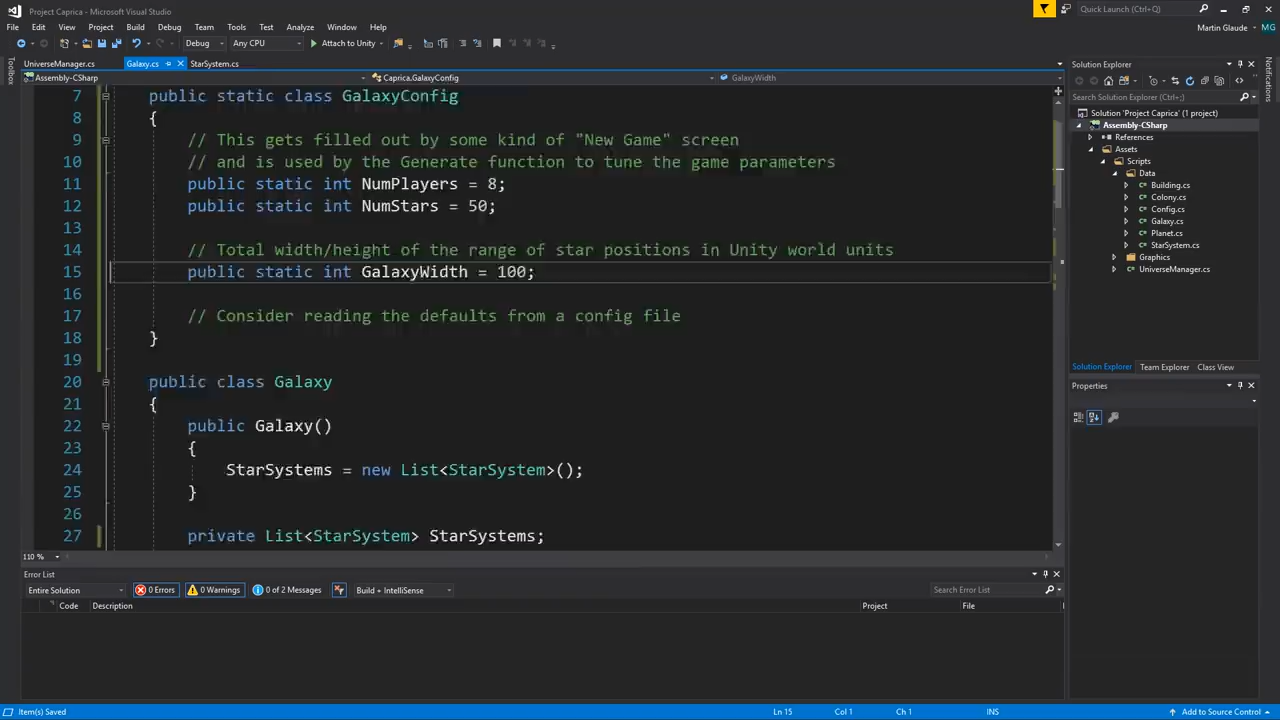 Project Caprica - Microsoft Visual Studio
Quick Launch (Ctrl+Q)
File Edit View Project Build Debug Team Tools Test Analyze Window Help
Martin Glaude MG
Debug Any CPU Attach to Unity
UniverseManager.cs Galaxy.cs StarSystem.cs
Toolbox
Assembly-CSharp Caprica.GalaxyConfig GalaxyWidth
7 public static class GalaxyConfig
8 {
9 // This gets filled out by some kind of "New Game" screen
10 // and is used by the Generate function to tune the game parameters
11 public static int NumPlayers = 8;
12 public static int NumStars = 50;
13
14 // Total width/height of the range of star positions in Unity world units
15 public static int GalaxyWidth = 100;
16
17 // Consider reading the defaults from a config file
18 }
19
20 public class Galaxy
21 {
22 public Galaxy()
23 {
24 StarSystems = new List<StarSystem>();
25 }
26
27 private List<StarSystem> StarSystems;
110 %
Error List
Entire Solution 0 Errors 0 Warnings 0 of 2 Messages Build + IntelliSense
Search Error List
Code Description Project File
Solution Explorer
Search Solution Explorer (Ctrl+;)
Solution 'Project Caprica' (1 project)
Assembly-CSharp
References
Assets
Scripts
Data
Building.cs
Colony.cs
Config.cs
Galaxy.cs
Planet.cs
StarSystem.cs
Graphics
UniverseManager.cs
Solution Explorer Team Explorer Class View
Properties
Notifications
Item(s) Saved Ln 15 Col 1 Ch 1 INS Add to Source Control